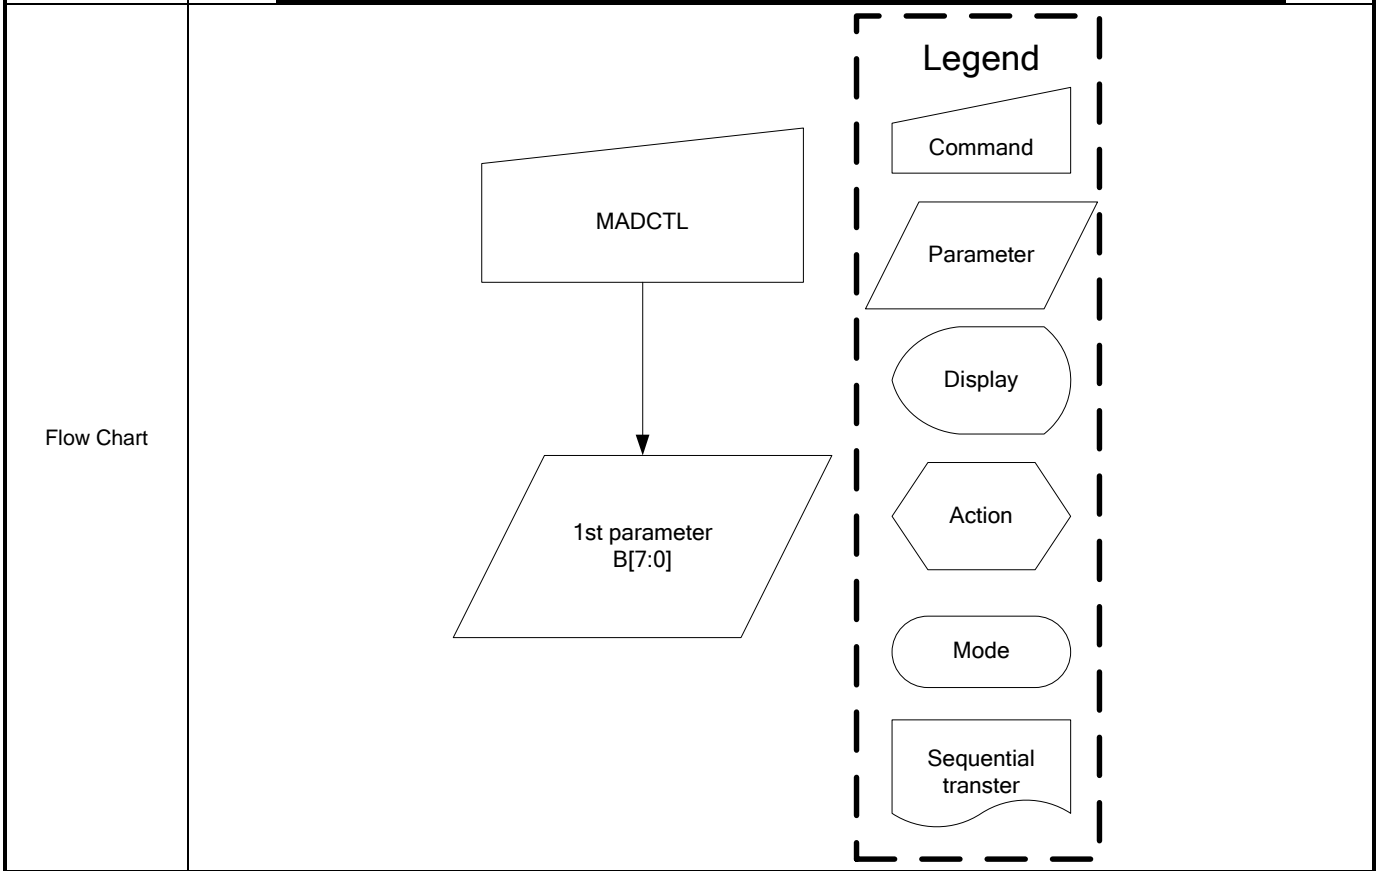 Flow Chart
MADCTL
1st parameter
B[7:0]
Legend
Command
Parameter
Display
Action
Mode
Sequential
transter